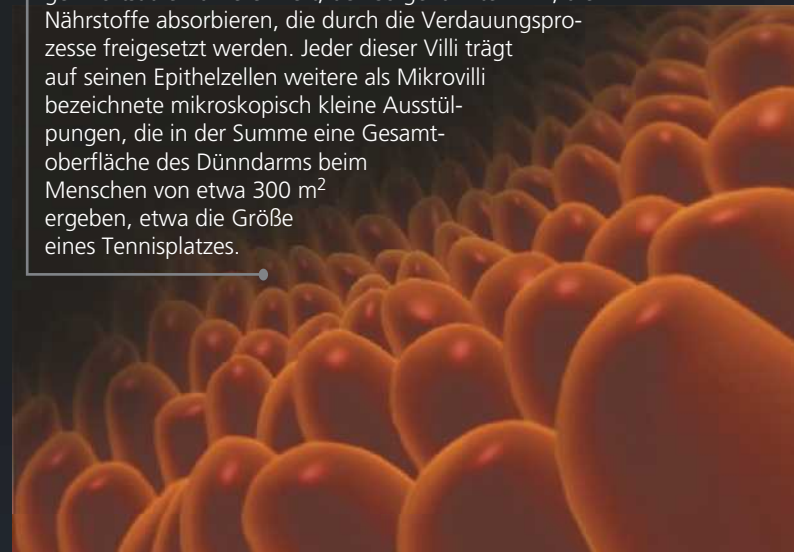 Nährstoffe absorbieren, die durch die Verdauungspro-
zesse freigesetzt werden. Jeder dieser Villi trägt
auf seinen Epithelzellen weitere als Mikrovilli
bezeichnete mikroskopisch kleine Ausstül-
pungen, die in der Summe eine Gesamt-
oberfläche des Dünndarms beim
Menschen von etwa 300 m²
ergeben, etwa die Größe
eines Tennisplatzes.